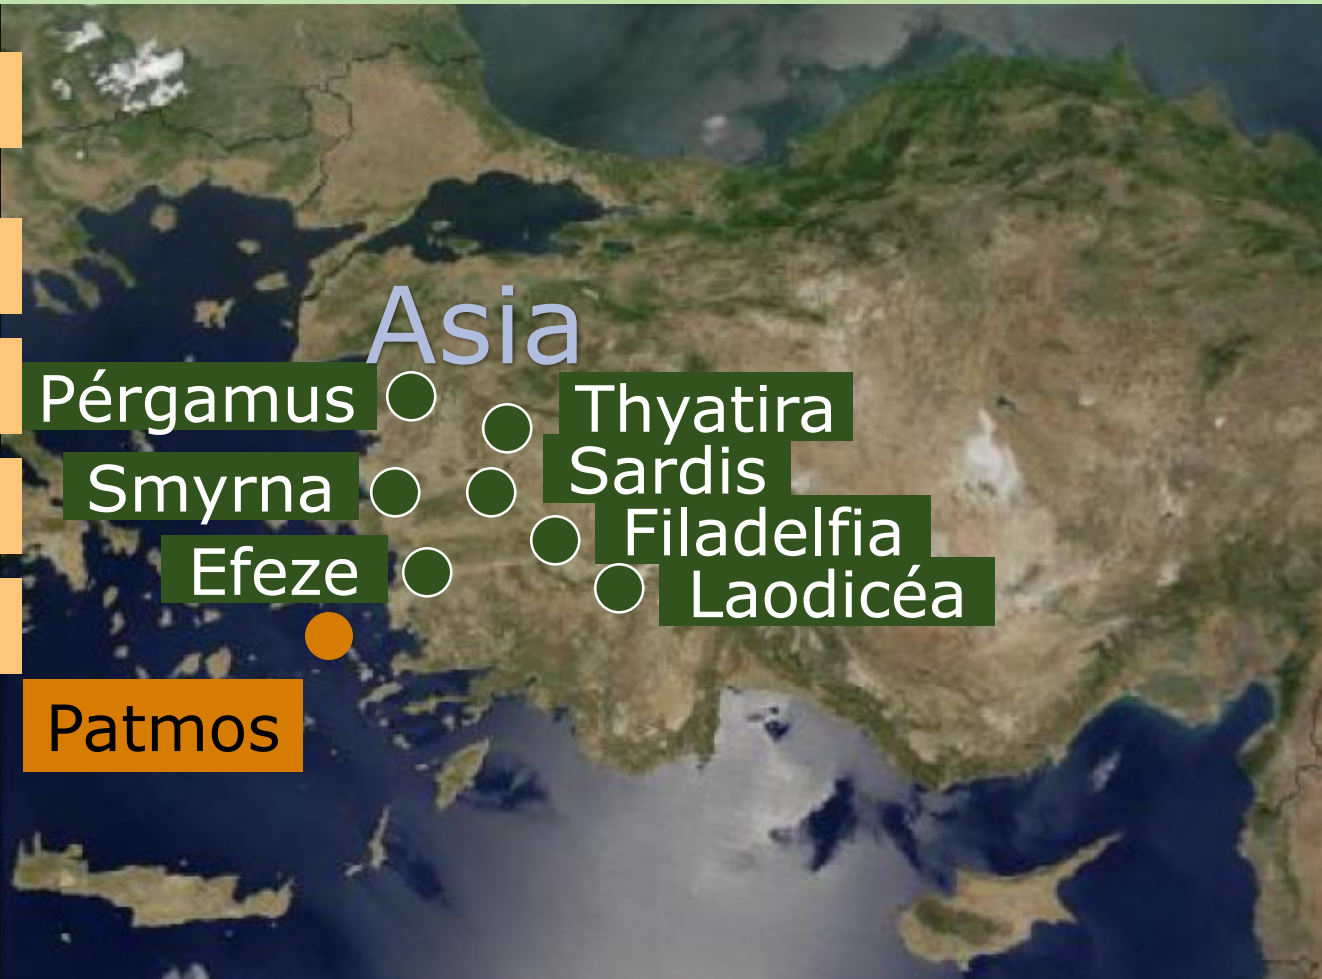 Asia
Pérgamus
Thyatira
Sardis
Smyrna
Filadelfia
Efeze
Laodicéa
Patmos